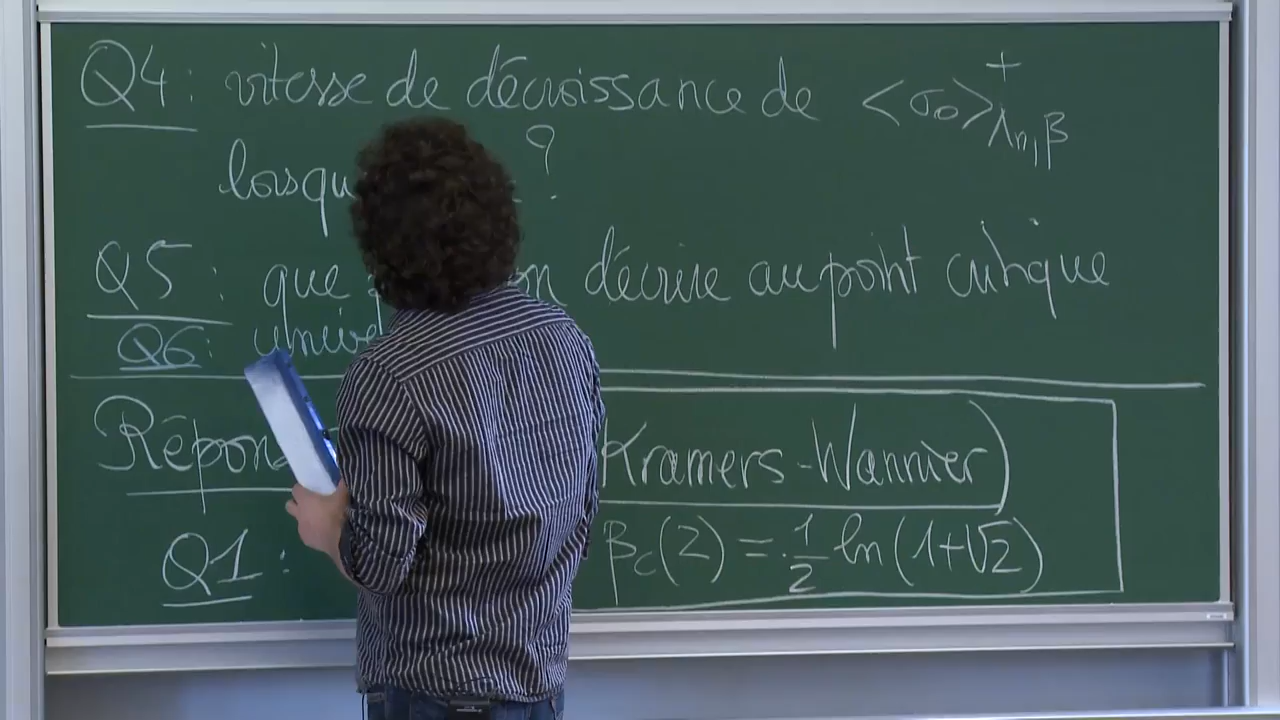 Q4 : vitesse de décroissance de <σ₀>⁺_{Λn,β}
lorsqu ?
Q5 : que on décrire au point critique
Q6 :
Répon Kramers-Wannier)
Q1 : βc(2) = 1/2 ln(1+√2)